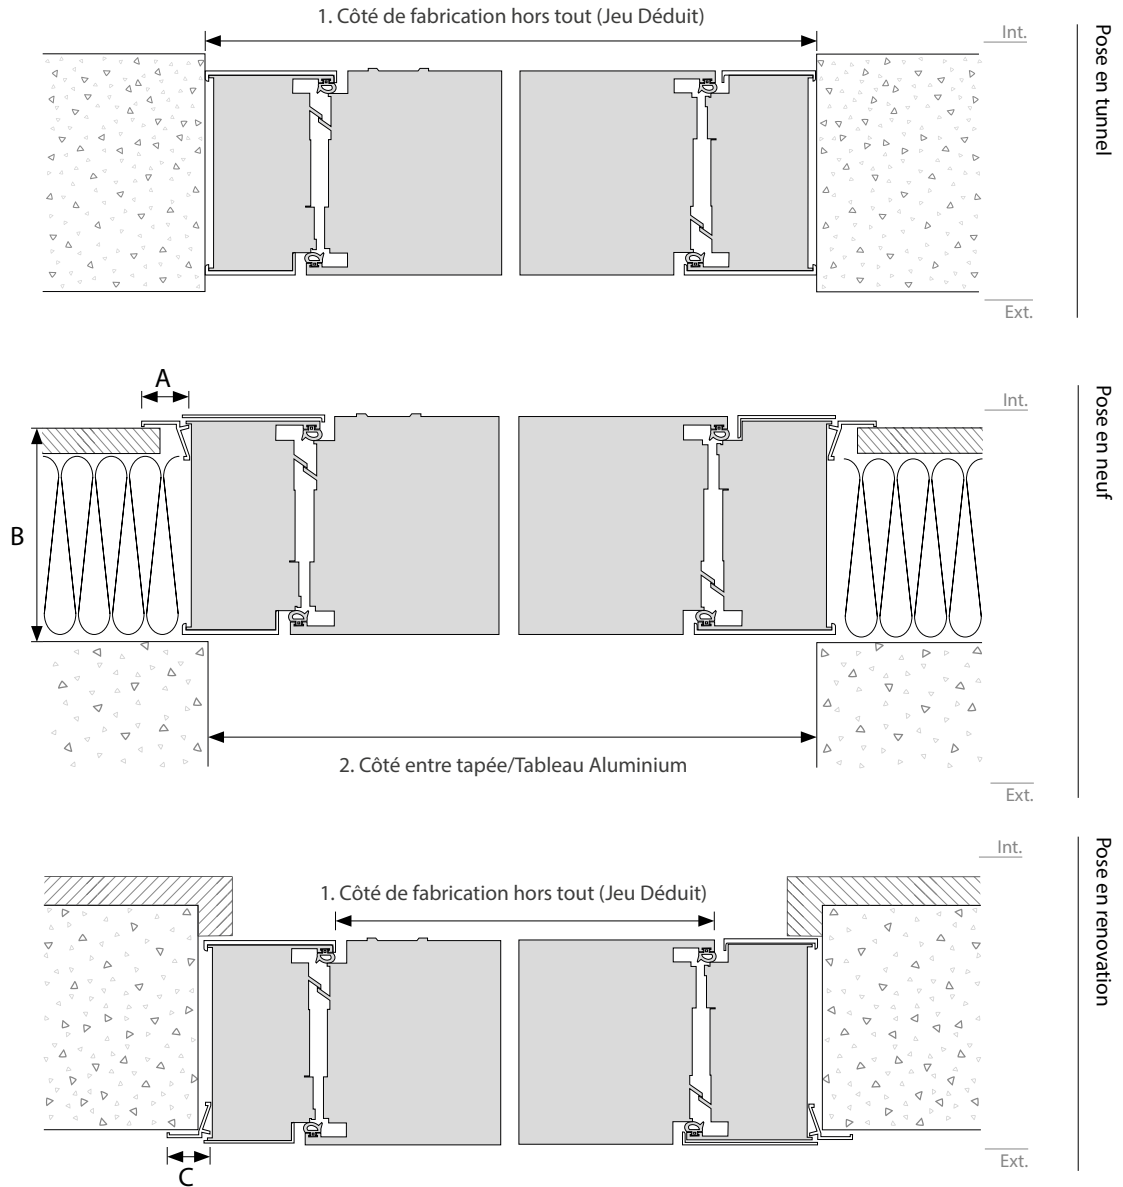 1. Côté de fabrication hors tout (Jeu Déduit)
Int.
Pose en tunnel
Ext.
A
Int.
Pose en neuf
B
2. Côté entre tapée/Tableau Aluminium
Ext.
Int.
Pose en renovation
1. Côté de fabrication hors tout (Jeu Déduit)
Ext.
C